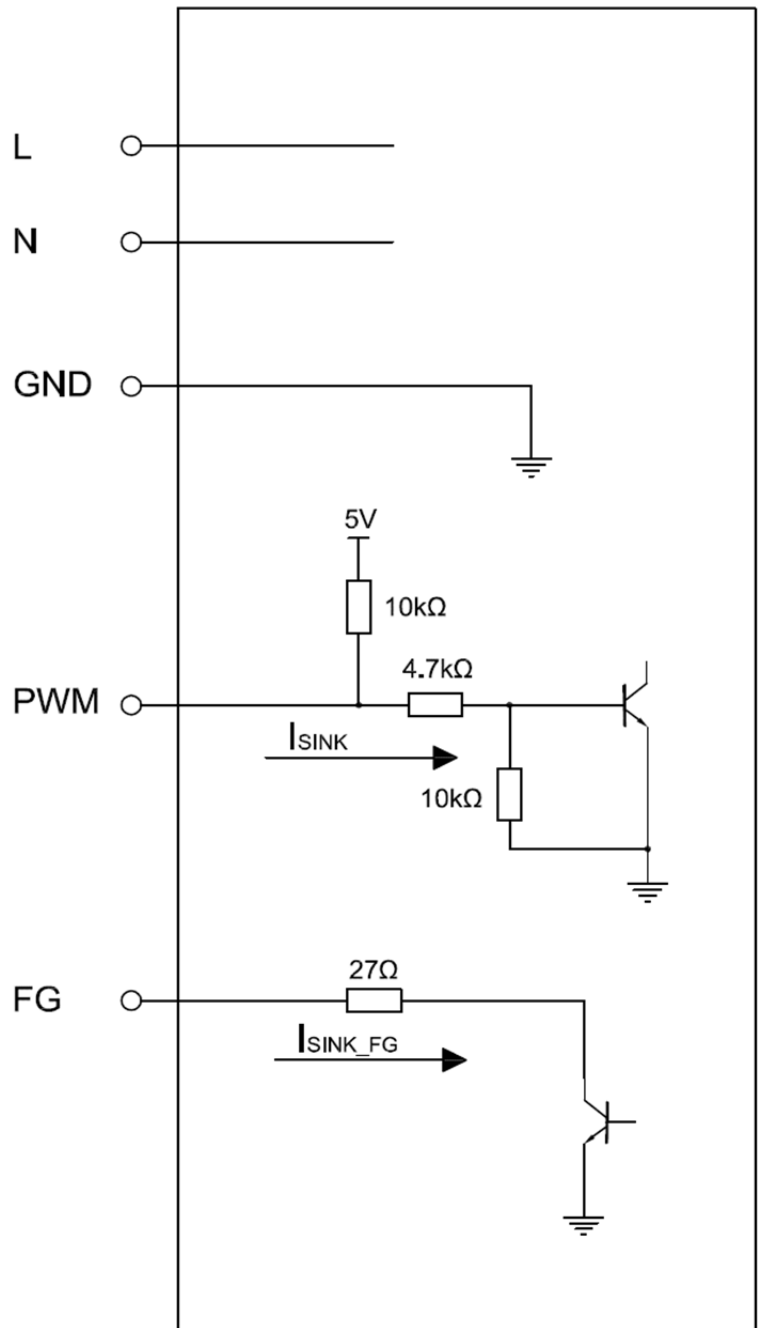 L
N
GND
5V
10kΩ
4.7kΩ
PWM
ISINK
10kΩ
27Ω
FG
ISINK_FG